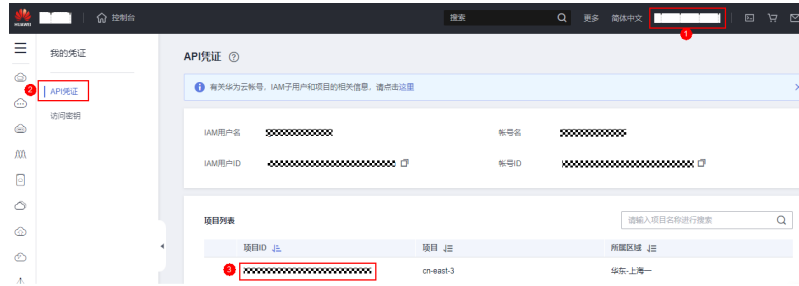 HUAWEI
控制台
搜索
更多
简体中文
1
我的凭证
API凭证
2
API凭证
访问密钥
有关华为云帐号、IAM子用户和项目的相关信息，请点击这里
IAM用户名
帐号名
IAM用户ID
帐号ID
项目列表
请输入项目名称进行搜索
项目ID
项目
所属区域
3
cn-east-3
华东-上海一